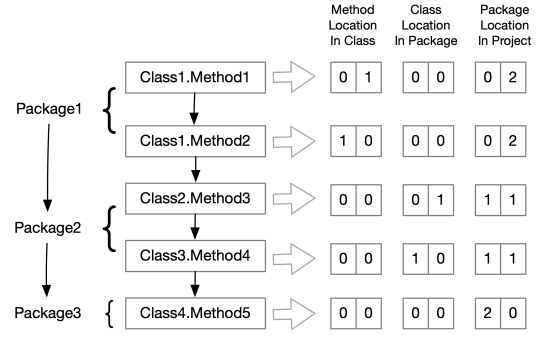 Method Location In Class
Class Location In Package
Package Location In Project
Class1.Method1 0 1 0 0 0 2
Package1
Class1.Method2 1 0 0 0 0 2
Class2.Method3 0 0 0 1 1 1
Package2
Class3.Method4 0 0 1 0 1 1
Package3 Class4.Method5 0 0 0 0 2 0